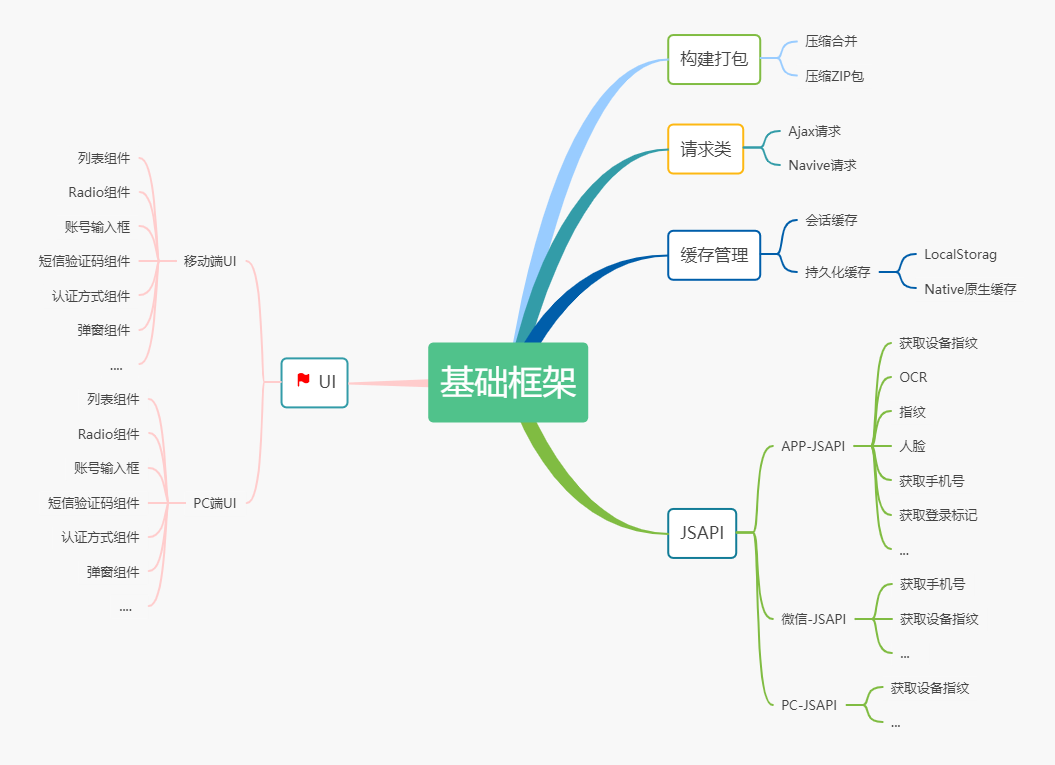 基础框架
构建打包
压缩合并
压缩ZIP包
请求类
Ajax请求
Navive请求
缓存管理
会话缓存
持久化缓存
LocalStorag
Native原生缓存
JSAPI
APP-JSAPI
获取设备指纹
OCR
指纹
人脸
获取手机号
获取登录标记
...
微信-JSAPI
获取手机号
获取设备指纹
...
PC-JSAPI
获取设备指纹
...
UI
移动端UI
列表组件
Radio组件
账号输入框
短信验证码组件
认证方式组件
弹窗组件
....
PC端UI
列表组件
Radio组件
账号输入框
短信验证码组件
认证方式组件
弹窗组件
....